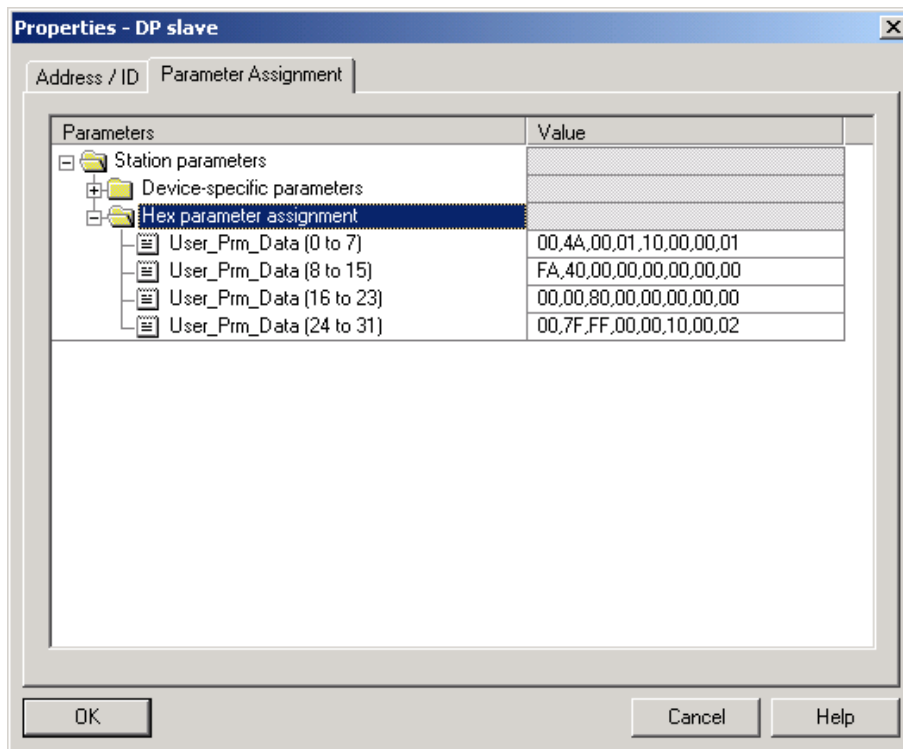 Properties - DP slave
Address / ID Parameter Assignment
Parameters Value
Station parameters
Device-specific parameters
Hex parameter assignment
User_Prm_Data (0 to 7) 00,4A,00,01,10,00,00,01
User_Prm_Data (8 to 15) FA,40,00,00,00,00,00,00
User_Prm_Data (16 to 23) 00,00,80,00,00,00,00,00
User_Prm_Data (24 to 31) 00,7F,FF,00,00,10,00,02
OK Cancel Help